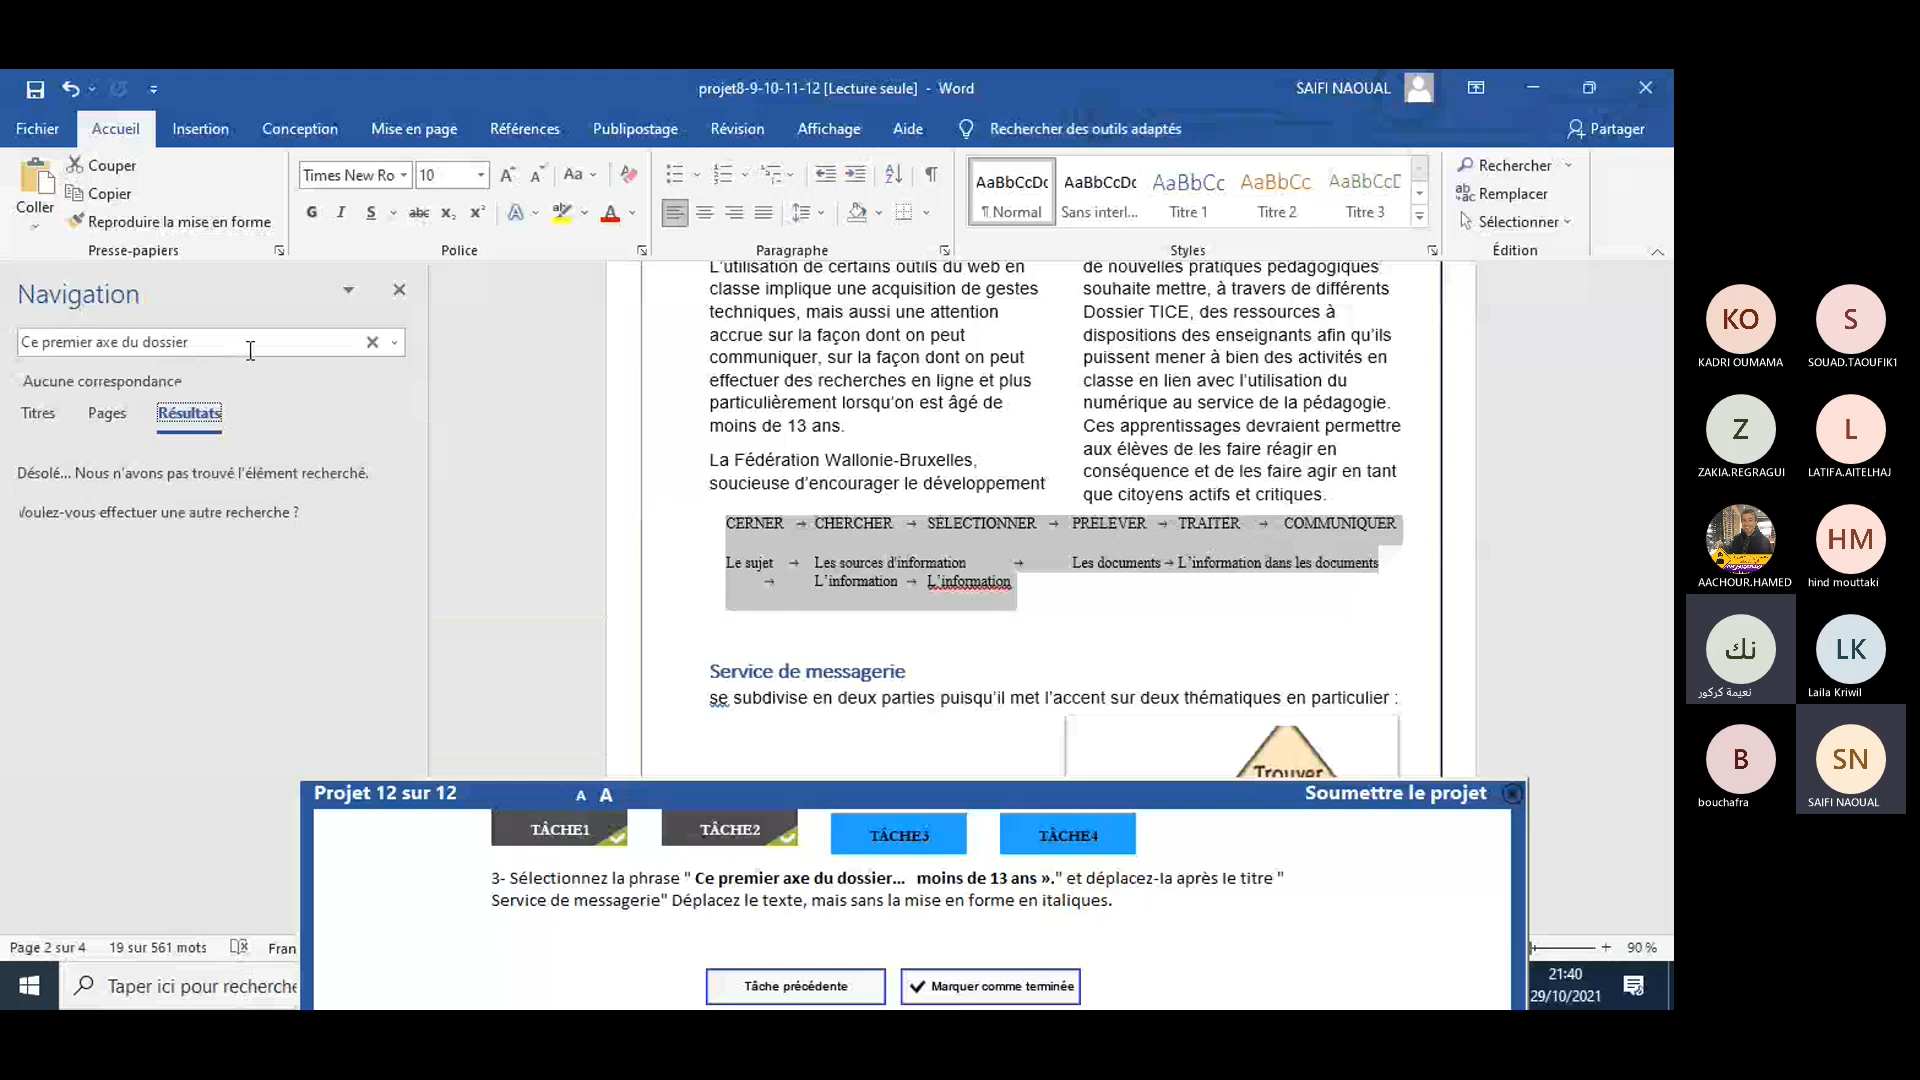 projet8-9-10-11-12 [Lecture seule] - Word
SAIFI NAOUAL
Fichier Accueil Insertion Conception Mise en page Références Publipostage Révision Affichage Aide Rechercher des outils adaptés Partager
Coller
Couper
Copier
Reproduire la mise en forme
Presse-papiers
Times New Ro 10
Police
Paragraphe
AaBbCcDc AaBbCcDc AaBbCc AaBbCc AaBbCcD
¶ Normal Sans interl... Titre 1 Titre 2 Titre 3
Styles
Rechercher
Remplacer
Sélectionner
Édition
Navigation
Ce premier axe du dossier
Aucune correspondance
Titres Pages Résultats
Désolé... Nous n'avons pas trouvé l'élément recherché.
Voulez-vous effectuer une autre recherche ?
L'utilisation de certains outils du web en
classe implique une acquisition de gestes
techniques, mais aussi une attention
accrue sur la façon dont on peut
communiquer, sur la façon dont on peut
effectuer des recherches en ligne et plus
particulièrement lorsqu'on est âgé de
moins de 13 ans.
La Fédération Wallonie-Bruxelles,
soucieuse d'encourager le développement
de nouvelles pratiques pédagogiques
souhaite mettre, à travers de différents
Dossier TICE, des ressources à
dispositions des enseignants afin qu'ils
puissent mener à bien des activités en
classe en lien avec l'utilisation du
numérique au service de la pédagogie.
Ces apprentissages devraient permettre
aux élèves de les faire réagir en
conséquence et de les faire agir en tant
que citoyens actifs et critiques.
CERNER → CHERCHER → SÉLECTIONNER → PRÉLEVER → TRAITER → COMMUNIQUER
Le sujet → Les sources d'information → Les documents → L'information dans les documents
→ L'information → L'information
Service de messagerie
se subdivise en deux parties puisqu'il met l'accent sur deux thématiques en particulier :
Trouver
Projet 12 sur 12 A A Soumettre le projet
TÂCHE1 TÂCHE2 TÂCHE3 TÂCHE4
3- Sélectionnez la phrase " Ce premier axe du dossier... moins de 13 ans »." et déplacez-la après le titre "
Service de messagerie" Déplacez le texte, mais sans la mise en forme en italiques.
Tâche précédente Marquer comme terminée
Page 2 sur 4 19 sur 561 mots Fran
90 %
Taper ici pour recherche
21:40
29/10/2021
KO
KADRI OUMAMA
S
SOUAD.TAOUFIK1
Z
ZAKIA.REGRAGUI
L
LATIFA.AITELHAJ
AACHOUR.HAMED
HM
hind mouttaki
نك
نعيمة كركور
LK
Laila Kriwil
B
bouchafra
SN
SAIFI NAOUAL